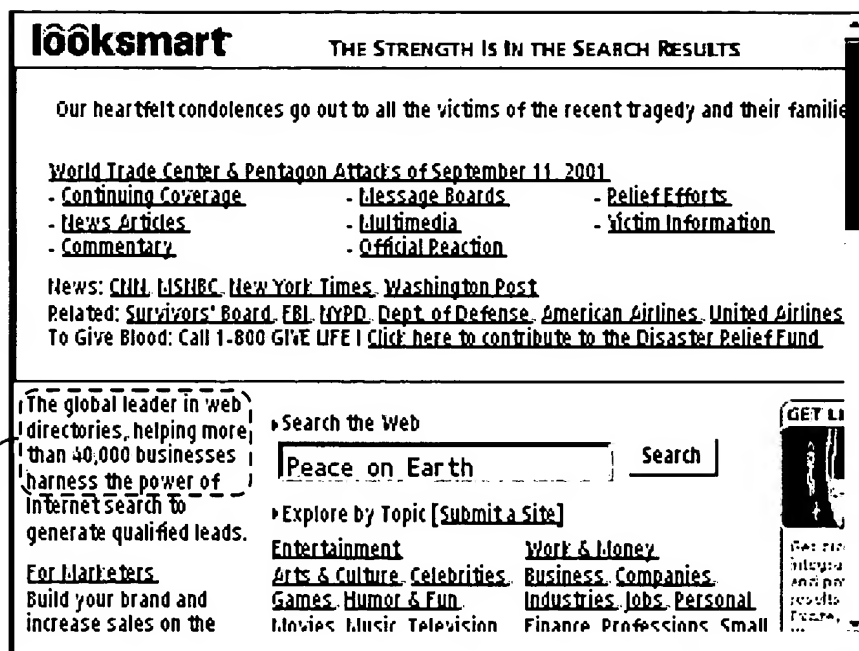 lôôksmart THE STRENGTH IS IN THE SEARCH RESULTS
Our heartfelt condolences go out to all the victims of the recent tragedy and their familie
World Trade Center & Pentagon Attacks of September 11, 2001
- Continuing Coverage - Message Boards - Relief Efforts
- News Articles - Multimedia - Victim Information
- Commentary - Official Reaction
News: CNN, MSNBC, New York Times, Washington Post
Related: Survivors' Board, FBI, NYPD, Dept. of Defense, American Airlines, United Airlines
To Give Blood: Call 1-800 GIVE LIFE | Click here to contribute to the Disaster Relief Fund
The global leader in web
directories, helping more
than 40,000 businesses
harness the power of
Internet search to
generate qualified leads.
For Marketers
Build your brand and
increase sales on the
Search the Web
Peace on Earth Search
Explore by Topic [Submit a Site]
Entertainment
Arts & Culture, Celebrities,
Games, Humor & Fun,
Movies, Music, Television
Work & Money
Business, Companies,
Industries, Jobs, Personal
Finance, Professions, Small
GET LI
integra
and
results